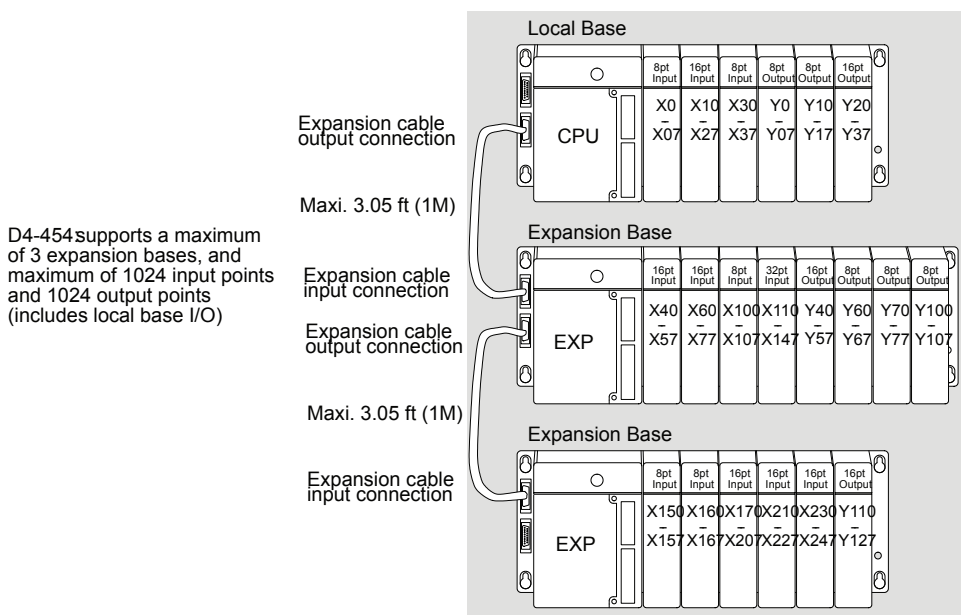 Local Base
8pt Input
16pt Input
8pt Input
8pt Output
8pt Output
16pt Output
CPU
X0 – X07
X10 – X27
X30 – X37
Y0 – Y07
Y10 – Y17
Y20 – Y37
Expansion cable
output connection
Maxi. 3.05 ft (1M)
D4-454:supports a maximum
of 3 expansion bases, and
maximum of 1024 input points
and 1024 output points
(includes local base I/O)
Expansion Base
16pt Input
16pt Input
8pt Input
32pt Input
16pt Output
8pt Output
8pt Output
8pt Output
EXP
X40 – X57
X60 – X77
X100 – X107
X110 – X147
Y40 – Y57
Y60 – Y67
Y70 – Y77
Y100 – Y107
Expansion cable
input connection
Expansion cable
output connection
Maxi. 3.05 ft (1M)
Expansion Base
8pt Input
8pt Input
16pt Input
16pt Input
16pt Input
16pt Output
EXP
X150 – X157
X160 – X167
X170 – X207
X210 – X227
X230 – X247
Y110 – Y127
Expansion cable
input connection